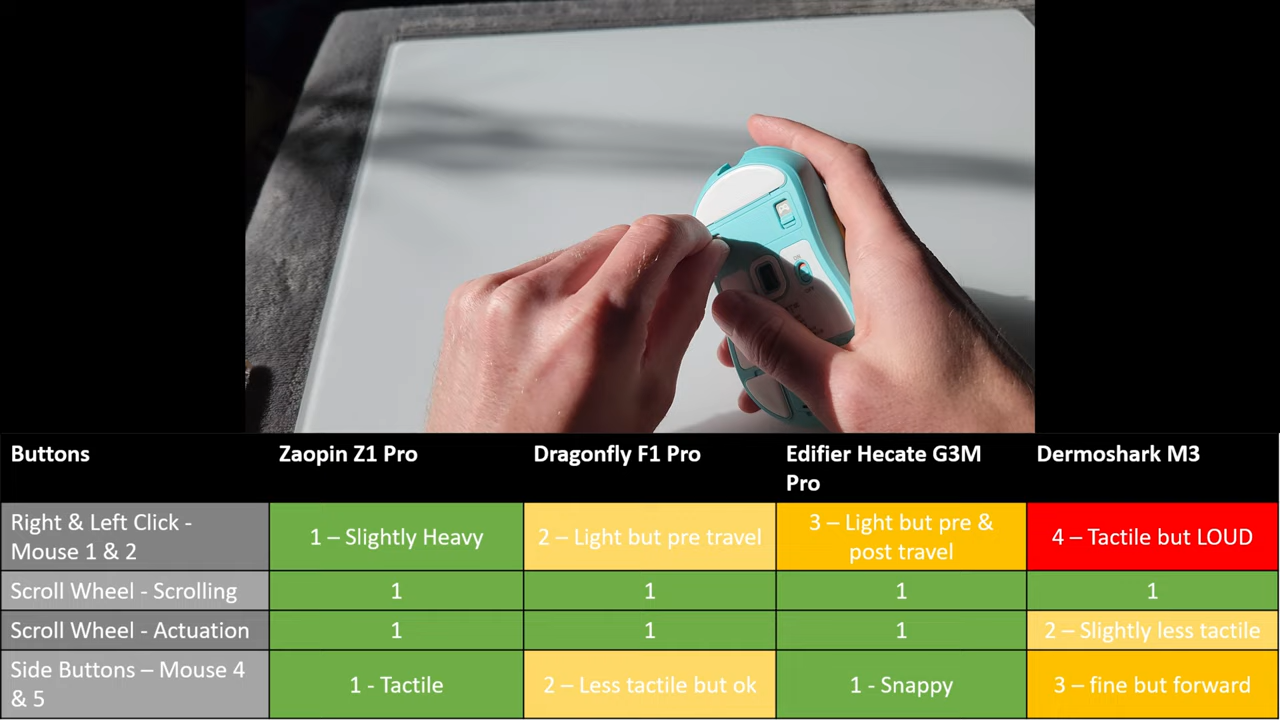 Buttons
Zaopin Z1 Pro
Dragonfly F1 Pro
Edifier Hecate G3M
Pro
Dermoshark M3
Right & Left Click -
Mouse 1 & 2
1 – Slightly Heavy
2 – Light but pre travel
3 – Light but pre &
post travel
4 – Tactile but LOUD
Scroll Wheel - Scrolling
1
1
1
1
Scroll Wheel - Actuation
1
1
1
2 – Slightly less tactile
Side Buttons – Mouse 4
& 5
1 - Tactile
2 – Less tactile but ok
1 - Snappy
3 – fine but forward